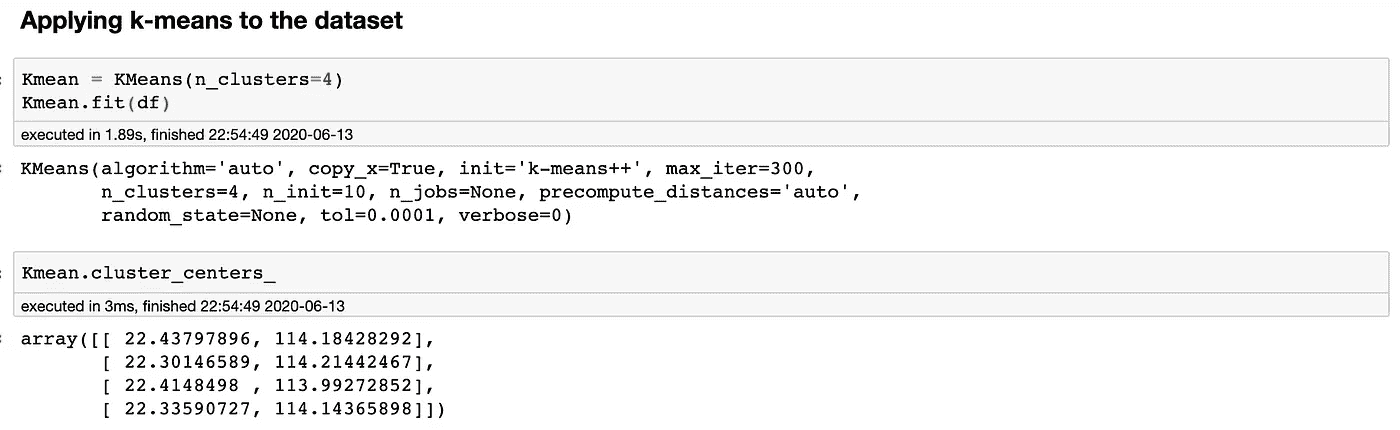 Applying k-means to the dataset
Kmean = KMeans(n_clusters=4)
Kmean.fit(df)
executed in 1.89s, finished 22:54:49 2020-06-13
KMeans(algorithm='auto', copy_x=True, init='k-means++', max_iter=300,
       n_clusters=4, n_init=10, n_jobs=None, precompute_distances='auto',
       random_state=None, tol=0.0001, verbose=0)
Kmean.cluster_centers_
executed in 3ms, finished 22:54:49 2020-06-13
array([[ 22.43797896, 114.18428292],
       [ 22.30146589, 114.21442467],
       [ 22.4148498 , 113.99272852],
       [ 22.33590727, 114.14365898]])